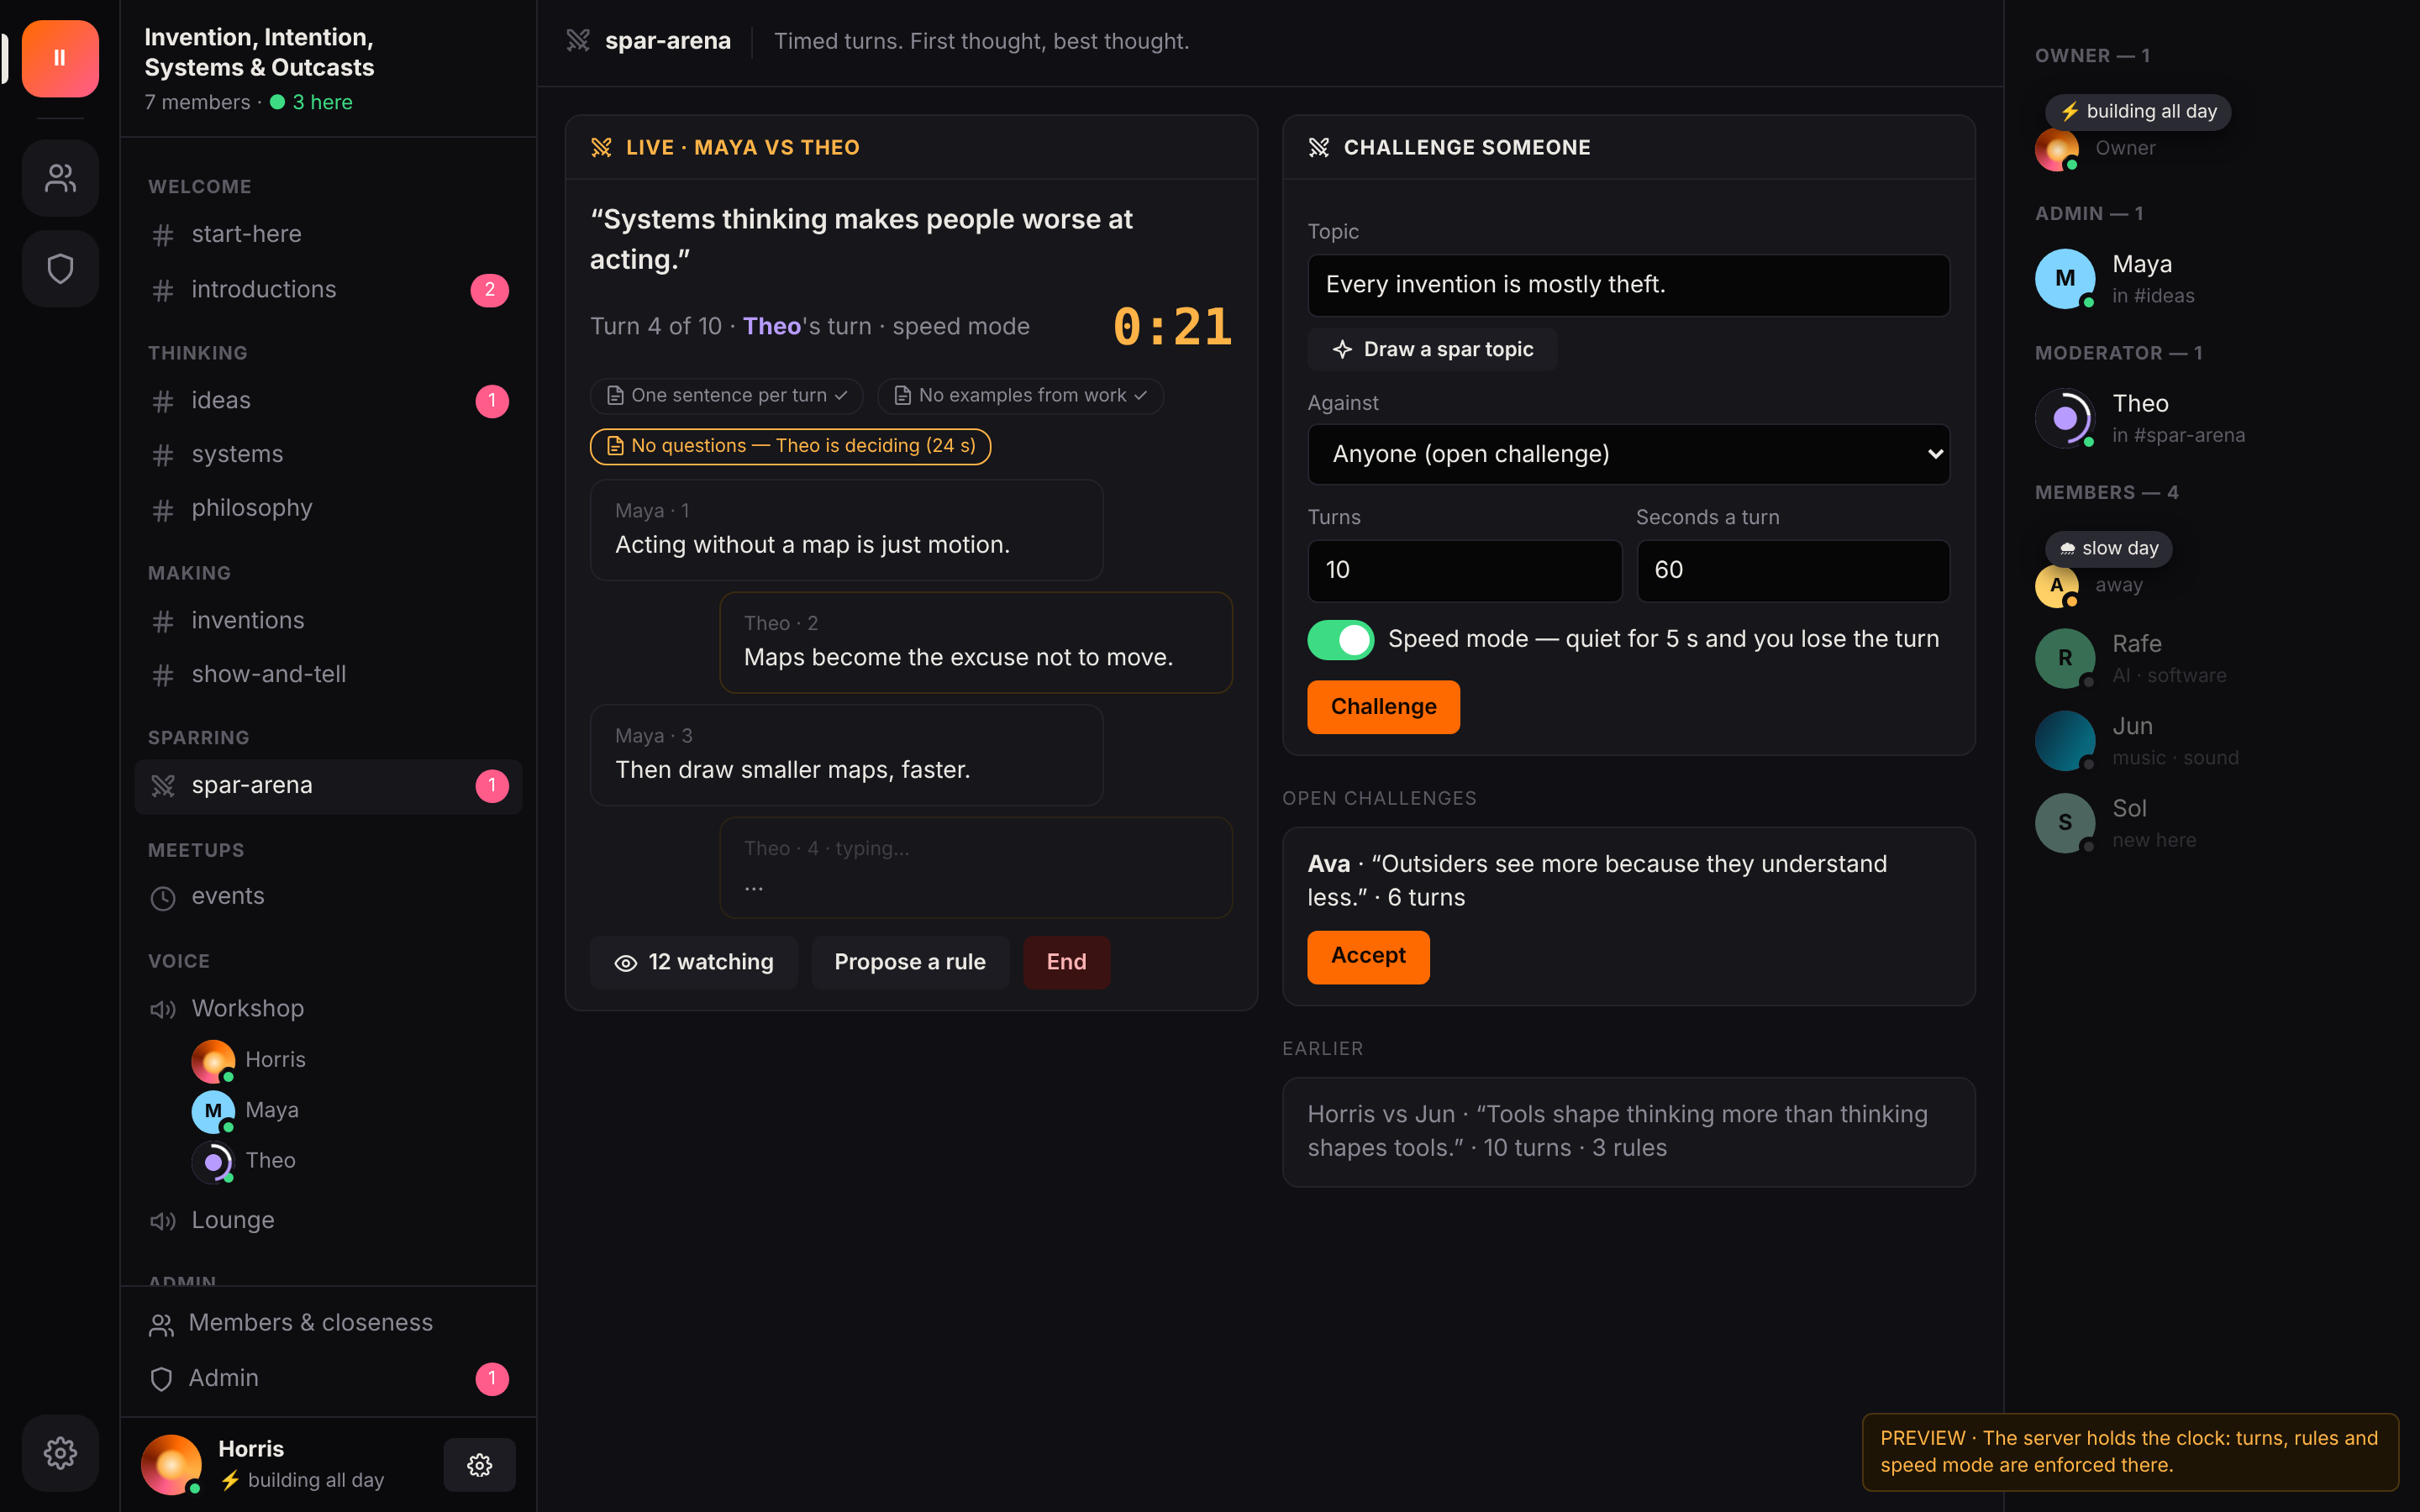 II
Invention, Intention,
Systems & Outcasts
7 members · 3 here
WELCOME
start-here
introductions 2
THINKING
ideas 1
systems
philosophy
MAKING
inventions
show-and-tell
SPARRING
spar-arena 1
MEETUPS
events
VOICE
Workshop
Horris
M Maya
Theo
Lounge
ADMIN
Members & closeness
Admin 1
Horris
⚡ building all day
spar-arena Timed turns. First thought, best thought.
LIVE · MAYA VS THEO
“Systems thinking makes people worse at
acting.”
Turn 4 of 10 · Theo's turn · speed mode 0:21
One sentence per turn ✓ No examples from work ✓
No questions — Theo is deciding (24 s)
Maya · 1
Acting without a map is just motion.
Theo · 2
Maps become the excuse not to move.
Maya · 3
Then draw smaller maps, faster.
Theo · 4 · typing…
…
12 watching Propose a rule End
CHALLENGE SOMEONE
Topic
Every invention is mostly theft.
Draw a spar topic
Against
Anyone (open challenge)
Turns Seconds a turn
10 60
Speed mode — quiet for 5 s and you lose the turn
Challenge
OPEN CHALLENGES
Ava · “Outsiders see more because they understand
less.” · 6 turns
Accept
EARLIER
Horris vs Jun · “Tools shape thinking more than thinking
shapes tools.” · 10 turns · 3 rules
OWNER — 1
⚡ building all day
Owner
ADMIN — 1
M Maya
in #ideas
MODERATOR — 1
Theo
in #spar-arena
MEMBERS — 4
🌧 slow day
A away
R Rafe
AI · software
Jun
music · sound
S Sol
new here
PREVIEW · The server holds the clock: turns, rules and
speed mode are enforced there.